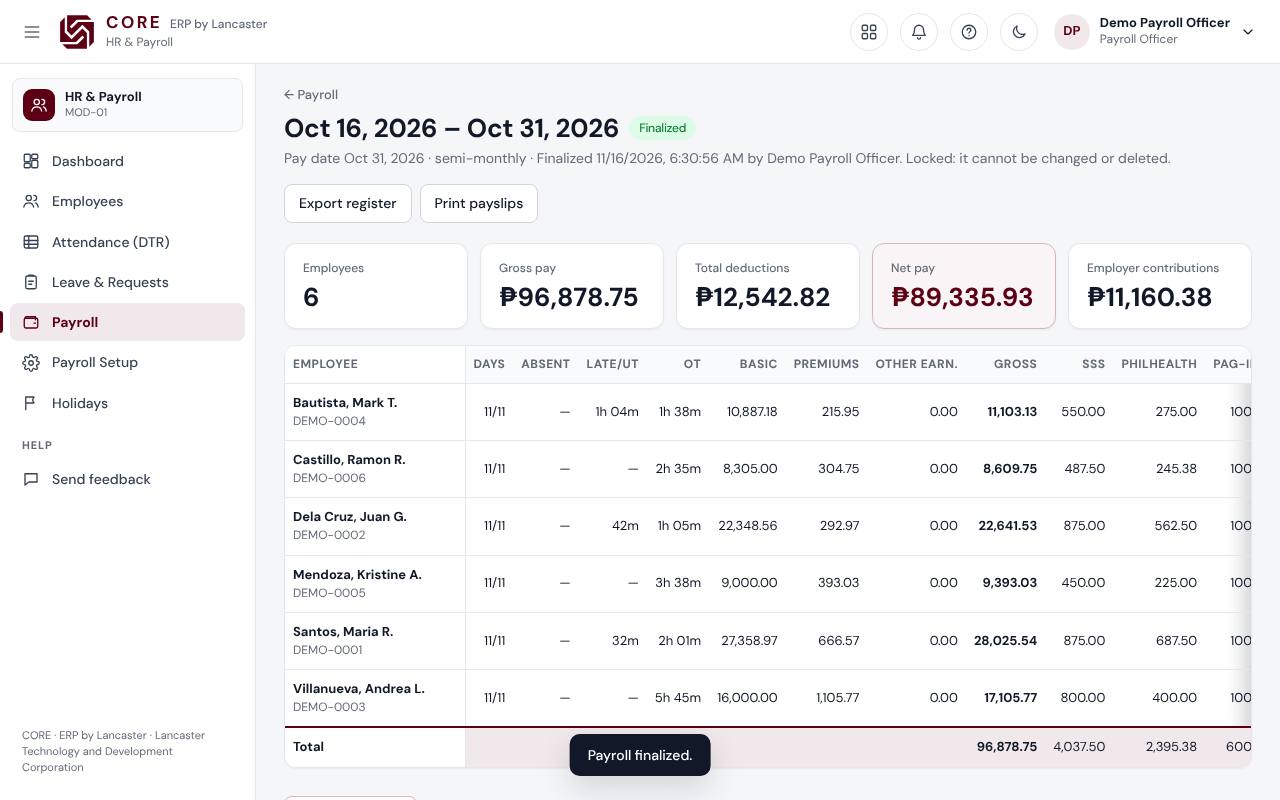 CORE ERP by Lancaster
HR & Payroll
DP
Demo Payroll Officer
Payroll Officer
HR & Payroll
MOD-01
Dashboard
Employees
Attendance (DTR)
Leave & Requests
Payroll
Payroll Setup
Holidays
HELP
Send feedback
CORE · ERP by Lancaster · Lancaster
Technology and Development
Corporation
← Payroll
Oct 16, 2026 – Oct 31, 2026 Finalized
Pay date Oct 31, 2026 · semi-monthly · Finalized 11/16/2026, 6:30:56 AM by Demo Payroll Officer. Locked: it cannot be changed or deleted.
Export register Print payslips
Employees
6
Gross pay
₱96,878.75
Total deductions
₱12,542.82
Net pay
₱89,335.93
Employer contributions
₱11,160.38
EMPLOYEE DAYS ABSENT LATE/UT OT BASIC PREMIUMS OTHER EARN. GROSS SSS PHILHEALTH
Bautista, Mark T. 11/11 — 1h 04m 1h 38m 10,887.18 215.95 0.00 11,103.13 550.00 275.00 100
DEMO-0004
Castillo, Ramon R. 11/11 — — 2h 35m 8,305.00 304.75 0.00 8,609.75 487.50 245.38 100
DEMO-0006
Dela Cruz, Juan G. 11/11 — 42m 1h 05m 22,348.56 292.97 0.00 22,641.53 875.00 562.50 100
DEMO-0002
Mendoza, Kristine A. 11/11 — — 3h 38m 9,000.00 393.03 0.00 9,393.03 450.00 225.00 100
DEMO-0005
Santos, Maria R. 11/11 — 32m 2h 01m 27,358.97 666.57 0.00 28,025.54 875.00 687.50 100
DEMO-0001
Villanueva, Andrea L. 11/11 — — 5h 45m 16,000.00 1,105.77 0.00 17,105.77 800.00 400.00 100
DEMO-0003
Total 96,878.75 4,037.50 2,395.38 600
Payroll finalized.